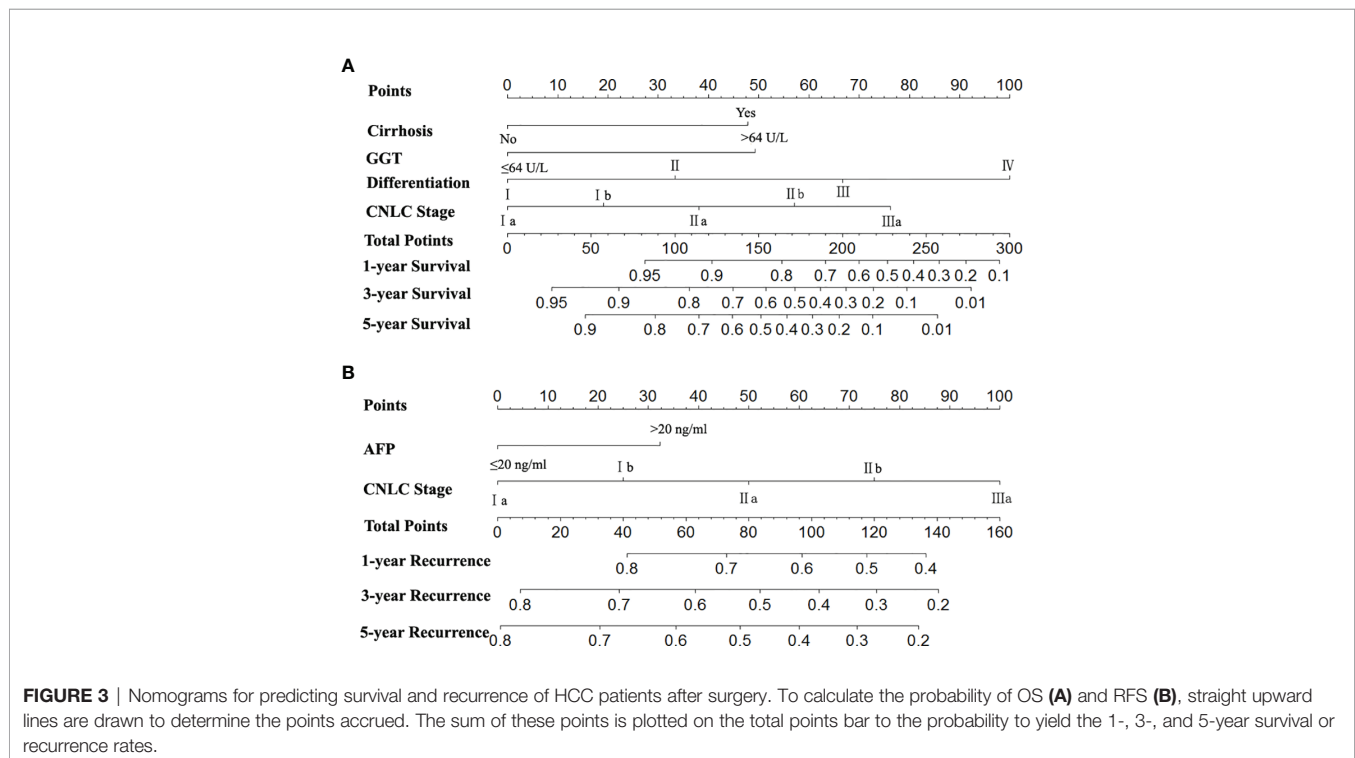 A
Points 0 10 20 30 40 50 60 70 80 90 100
Yes
Cirrhosis
No >64 U/L
GGT
≤64 U/L II IV
Differentiation
I I b II b III
CNLC Stage
I a II a IIIa
Total Potints
0 50 100 150 200 250 300
1-year Survival
0.95 0.9 0.8 0.7 0.6 0.5 0.4 0.3 0.2 0.1
3-year Survival
0.95 0.9 0.8 0.7 0.6 0.5 0.4 0.3 0.2 0.1 0.01
5-year Survival
0.9 0.8 0.7 0.6 0.5 0.4 0.3 0.2 0.1 0.01
B
Points 0 10 20 30 40 50 60 70 80 90 100
>20 ng/ml
AFP
≤20 ng/ml I b II b
CNLC Stage
I a II a IIIa
Total Points
0 20 40 60 80 100 120 140 160
1-year Recurrence
0.8 0.7 0.6 0.5 0.4
3-year Recurrence
0.8 0.7 0.6 0.5 0.4 0.3 0.2
5-year Recurrence
0.8 0.7 0.6 0.5 0.4 0.3 0.2
FIGURE 3 | Nomograms for predicting survival and recurrence of HCC patients after surgery. To calculate the probability of OS (A) and RFS (B), straight upward
lines are drawn to determine the points accrued. The sum of these points is plotted on the total points bar to the probability to yield the 1-, 3-, and 5-year survival or
recurrence rates.